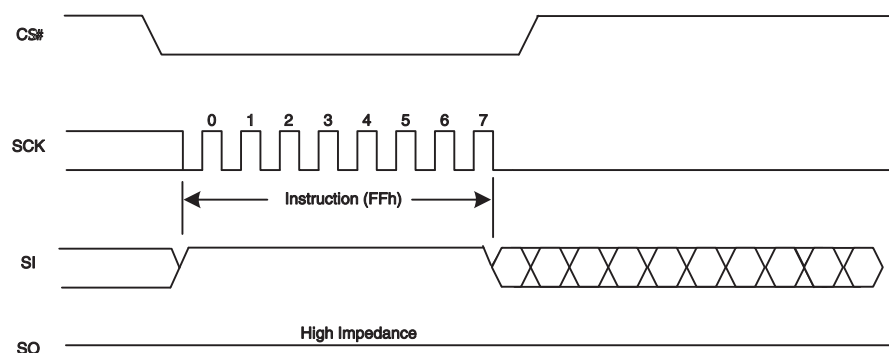 CS#
0 1 2 3 4 5 6 7
SCK
Instruction (FFh)
SI
High Impedance
SO